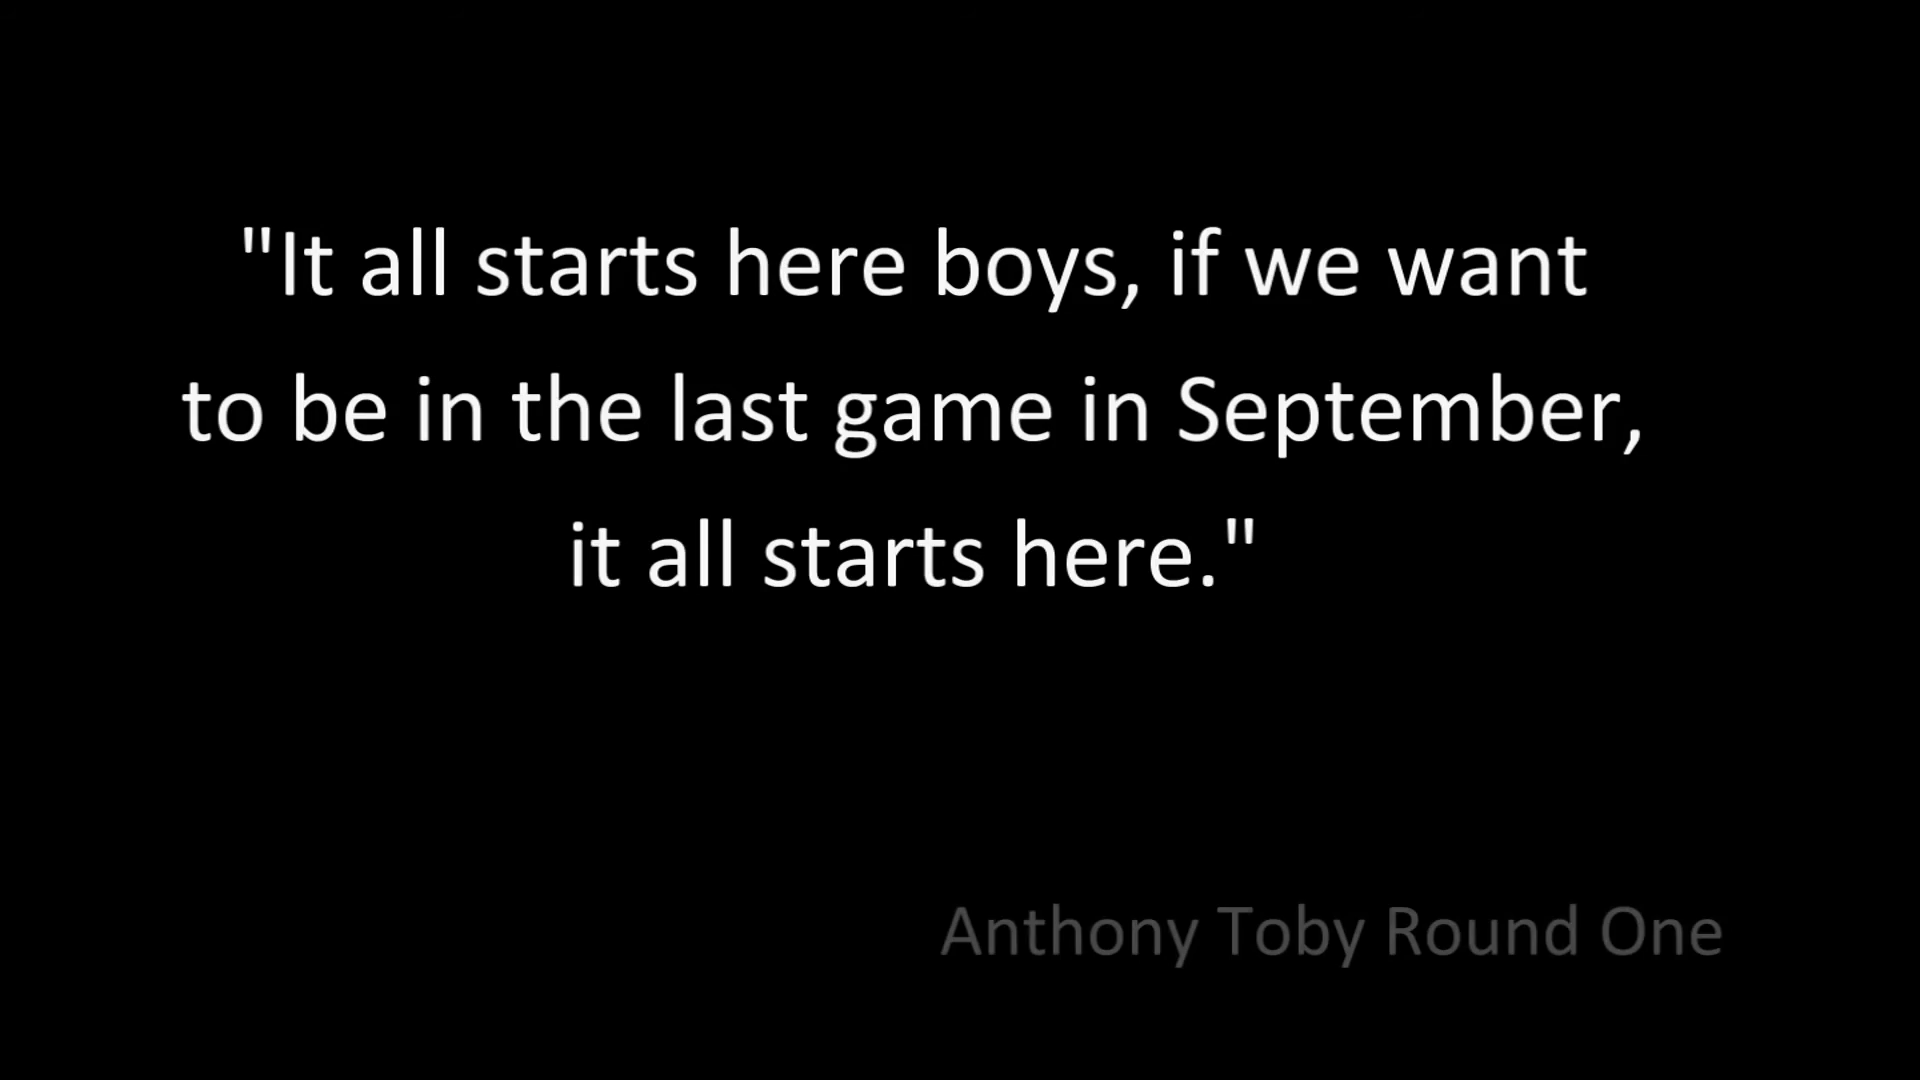 "It all starts here boys, if we want
to be in the last game in September,
it all starts here."
Anthony Toby Round One